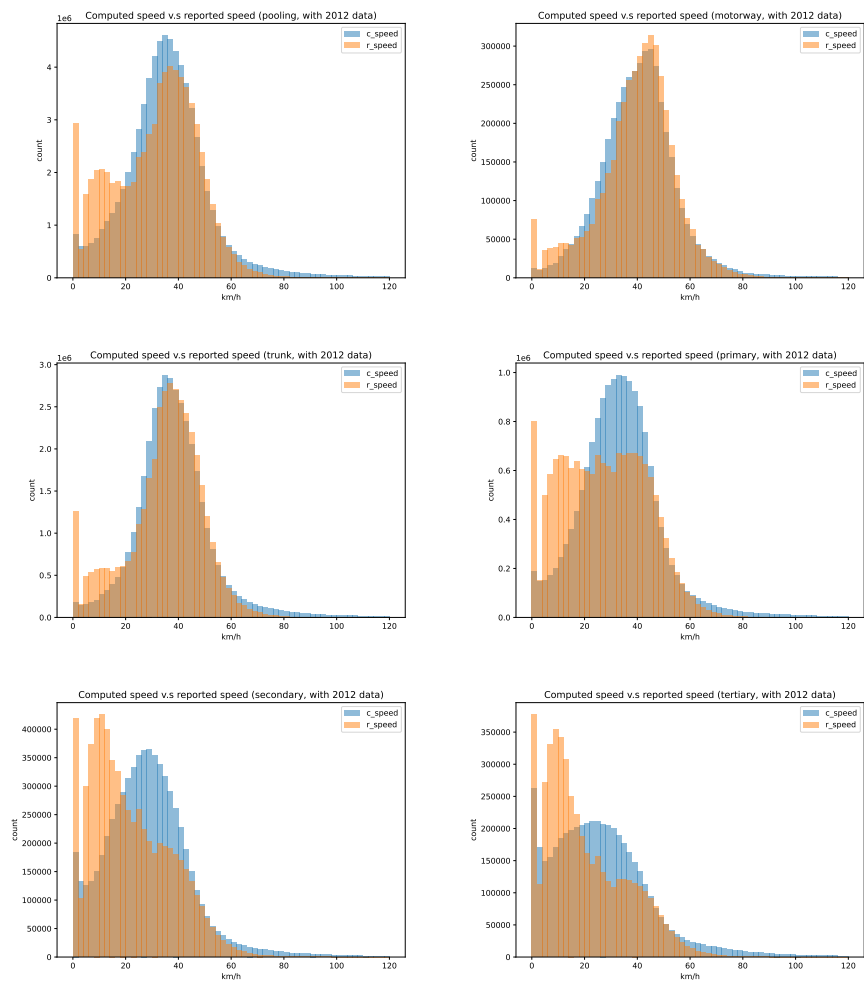 Computed speed v.s reported speed (pooling, with 2012 data)
1e6
c_speed
r_speed
count
4
3
2
1
0
0 20 40 60 80 100 120
km/h
Computed speed v.s reported speed (motorway, with 2012 data)
c_speed
r_speed
count
300000
250000
200000
150000
100000
50000
0
0 20 40 60 80 100 120
km/h
Computed speed v.s reported speed (trunk, with 2012 data)
1e6
c_speed
r_speed
count
3.0
2.5
2.0
1.5
1.0
0.5
0.0
0 20 40 60 80 100 120
km/h
Computed speed v.s reported speed (primary, with 2012 data)
1e6
c_speed
r_speed
count
1.0
0.8
0.6
0.4
0.2
0.0
0 20 40 60 80 100 120
km/h
Computed speed v.s reported speed (secondary, with 2012 data)
c_speed
r_speed
count
400000
350000
300000
250000
200000
150000
100000
50000
0
0 20 40 60 80 100 120
km/h
Computed speed v.s reported speed (tertiary, with 2012 data)
c_speed
r_speed
count
350000
300000
250000
200000
150000
100000
50000
0
0 20 40 60 80 100 120
km/h